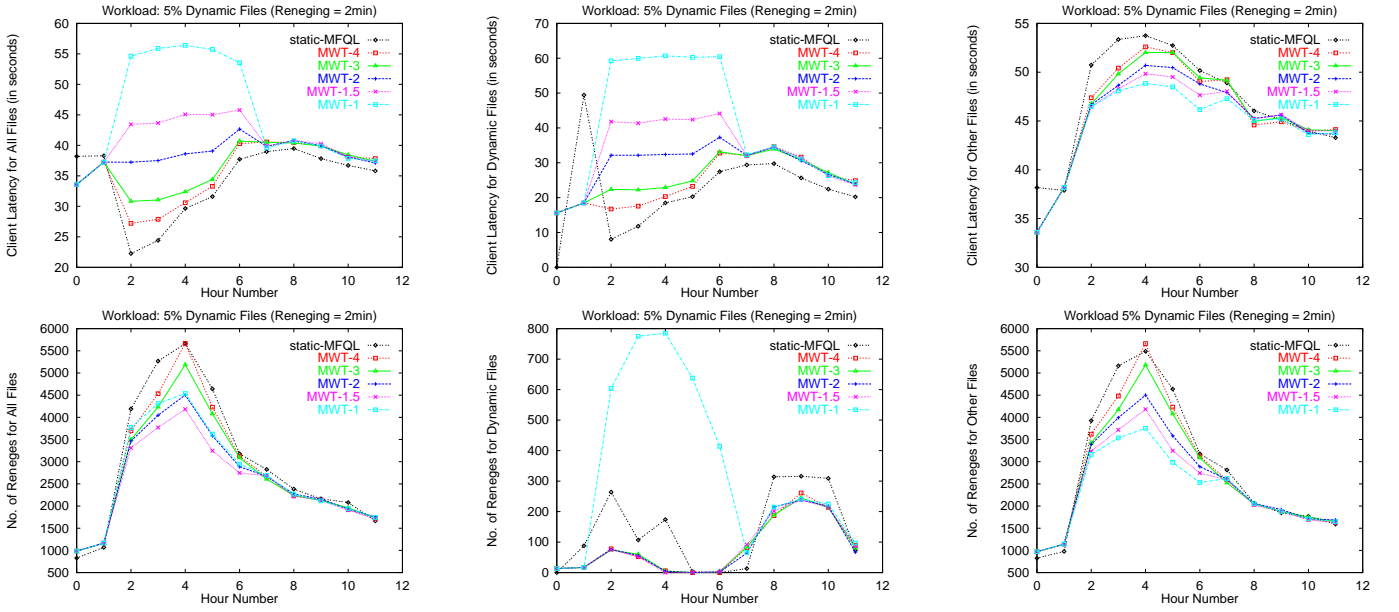 Workload: 5% Dynamic Files (Reneging = 2min)
Client Latency for All Files (in seconds)
60
55
50
45
40
35
30
25
20
0 2 4 6 8 10 12
Hour Number
static-MFQL
MWT-4
MWT-3
MWT-2
MWT-1.5
MWT-1
Workload: 5% Dynamic Files (Reneging = 2min)
Client Latency for Dynamic Files (in seconds)
70
60
50
40
30
20
10
0
0 2 4 6 8 10 12
Hour Number
static-MFQL
MWT-4
MWT-3
MWT-2
MWT-1.5
MWT-1
Workload: 5% Dynamic Files (Reneging = 2min)
Client Latency for Other Files (in seconds)
55
50
45
40
35
30
0 2 4 6 8 10 12
Hour Number
static-MFQL
MWT-4
MWT-3
MWT-2
MWT-1.5
MWT-1
Workload: 5% Dynamic Files (Reneging = 2min)
No. of Reneges for All Files
6000
5500
5000
4500
4000
3500
3000
2500
2000
1500
1000
500
0 2 4 6 8 10 12
Hour Number
static-MFQL
MWT-4
MWT-3
MWT-2
MWT-1.5
MWT-1
Workload: 5% Dynamic Files (Reneging = 2min)
No. of Reneges for Dynamic Files
800
700
600
500
400
300
200
100
0
0 2 4 6 8 10 12
Hour Number
static-MFQL
MWT-4
MWT-3
MWT-2
MWT-1.5
MWT-1
Workload 5% Dynamic Files (Reneging = 2min)
No. of Reneges for Other Files
6000
5500
5000
4500
4000
3500
3000
2500
2000
1500
1000
500
0 2 4 6 8 10 12
Hour Number
static-MFQL
MWT-4
MWT-3
MWT-2
MWT-1.5
MWT-1